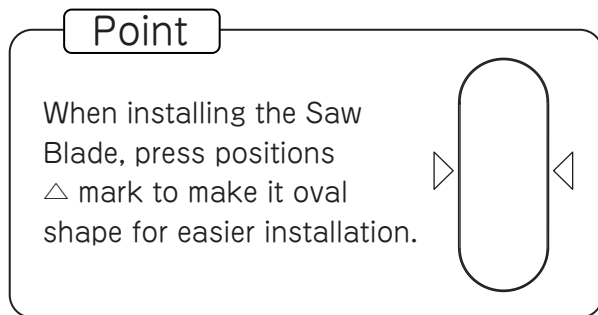 Point
When installing the Saw
Blade, press positions
△ mark to make it oval
shape for easier installation.